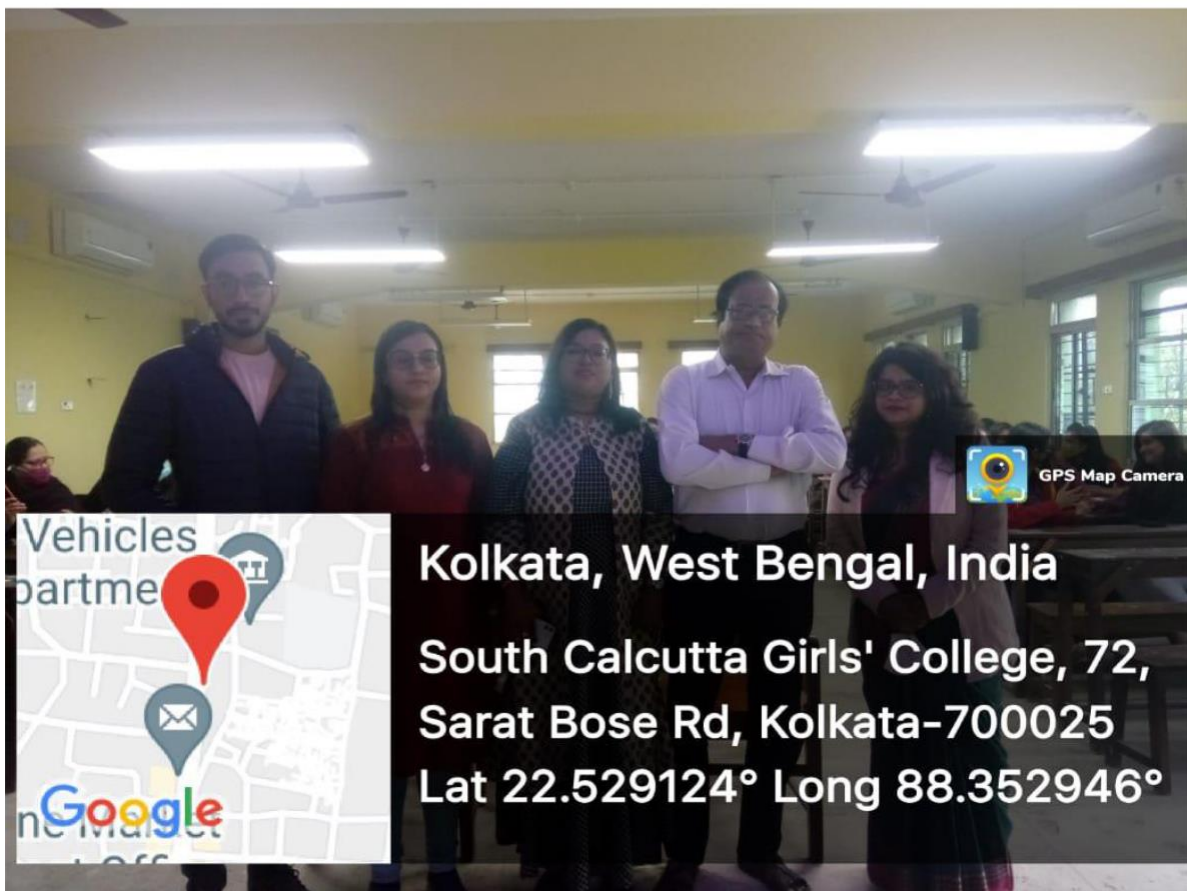 GPS Map Camera
Vehicles
partme
Google
Kolkata, West Bengal, India
South Calcutta Girls' College, 72,
Sarat Bose Rd, Kolkata-700025
Lat 22.529124° Long 88.352946°